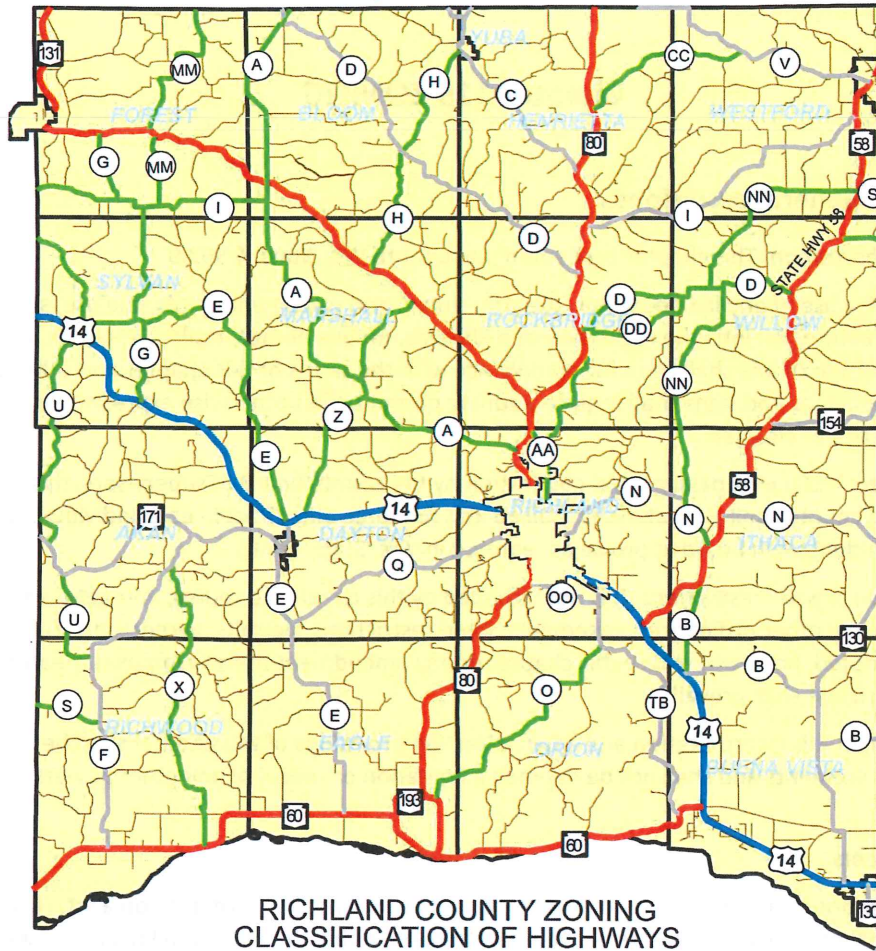 YUBA
131
MM
A
D
H
C
CC
V
FOREST
BLOOM
HENRIETTA
WESTFORD
80
58
G
MM
I
H
NN
S
I
D
STATE HWY 58
SYLVAN
E
A
MARSHALL
ROCKBRIDGE
D
D
WILLOW
DD
14
G
NN
U
Z
A
154
AA
E
58
14
RICHLAND
N
171
AKAN
DAYTON
N
N
ITHACA
Q
E
OO
U
B
130
80
B
S
X
O
TB
RICHWOOD
E
EAGLE
ORION
14
B
F
BUENA VISTA
193
60
60
14
130
RICHLAND COUNTY ZONING
CLASSIFICATION OF HIGHWAYS